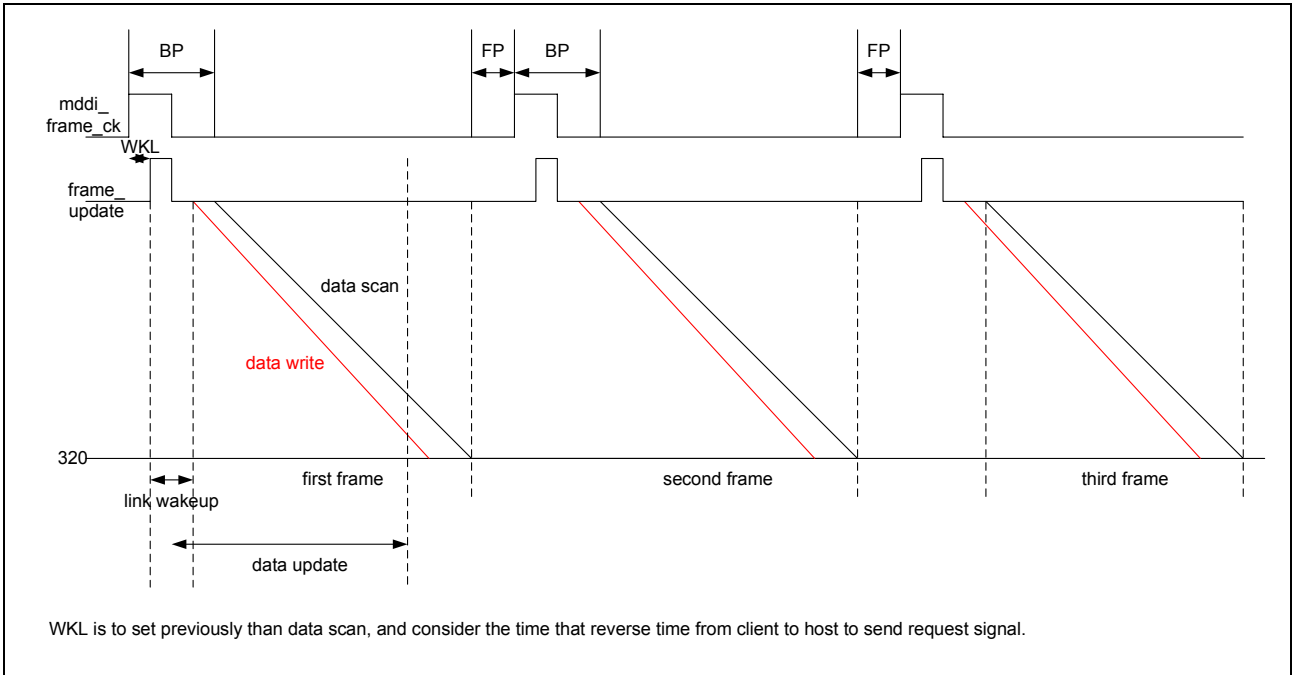 BP
FP
BP
FP
mddi_
frame_ck
WKL
frame_
update
data scan
data write
320
first frame
second frame
third frame
link wakeup
data update
WKL is to set previously than data scan, and consider the time that reverse time from client to host to send request signal.